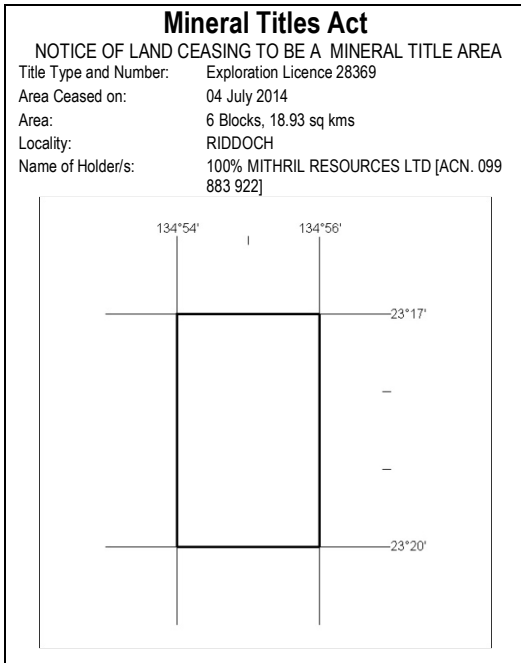 Mineral Titles Act
NOTICE OF LAND CEASING TO BE A MINERAL TITLE AREA
Title Type and Number: Exploration Licence 28369
Area Ceased on: 04 July 2014
Area: 6 Blocks, 18.93 sq kms
Locality: RIDDOCH
Name of Holder/s: 100% MITHRIL RESOURCES LTD [ACN. 099
883 922]
134°54' 134°56'
23°17'
23°20'